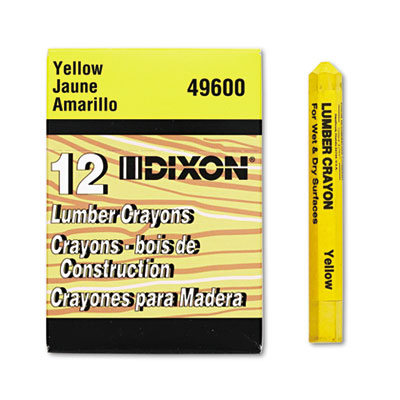 Yellow
Jaune
Amarillo
49600
12 DIXON®
Lumber Crayons
Crayons - bois de
Construction
Crayones para Madera
LUMBER CRAYON
For Wet & Dry Surfaces
Yellow